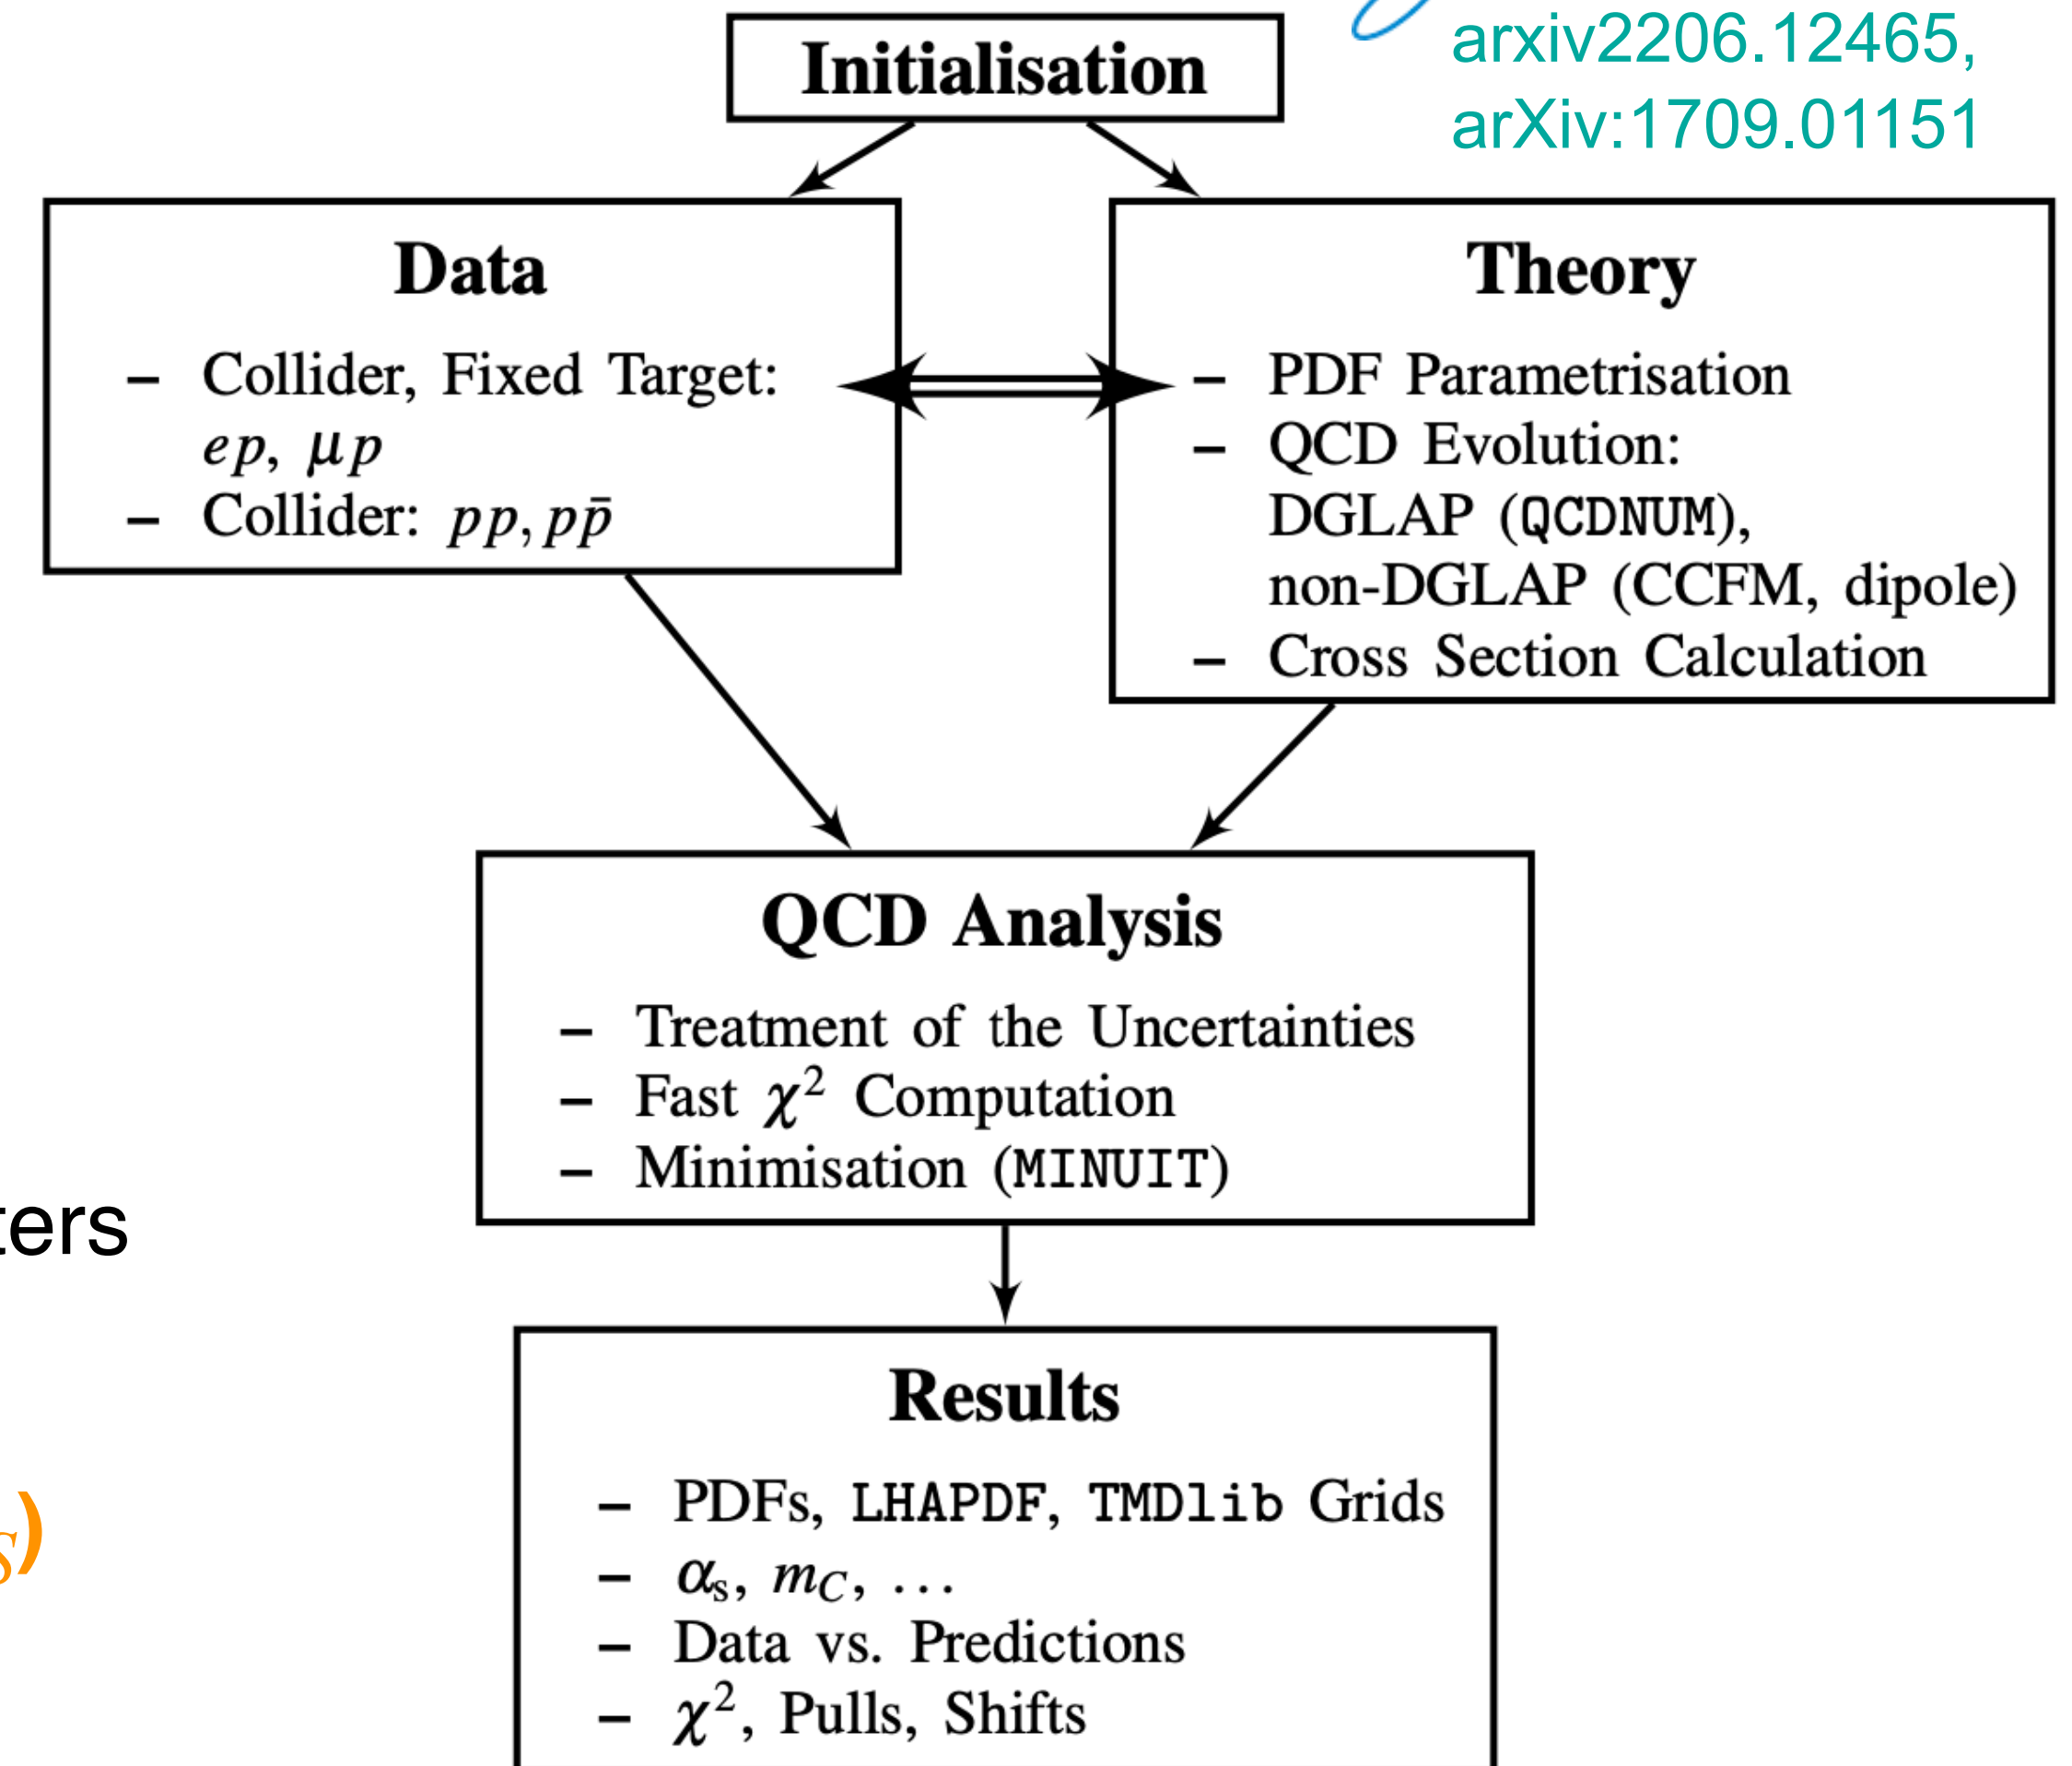 arxiv2206.12465,
arXiv:1709.01151
Initialisation
Data
– Collider, Fixed Target:
ep, μp
– Collider: pp, pp̄
Theory
– PDF Parametrisation
– QCD Evolution:
DGLAP (QCDNUM),
non-DGLAP (CCFM, dipole)
– Cross Section Calculation
QCD Analysis
– Treatment of the Uncertainties
– Fast χ² Computation
– Minimisation (MINUIT)
ters
Results
– PDFs, LHAPDF, TMDlib Grids
– αₛ, m_C, ...
– Data vs. Predictions
– χ², Pulls, Shifts